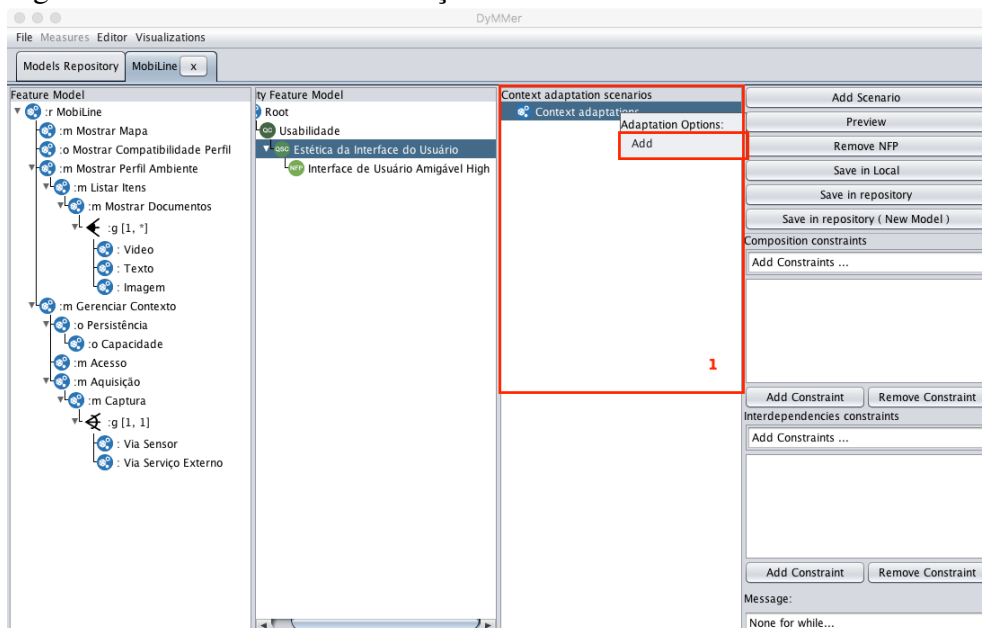 DyMMer
File Measures Editor Visualizations
Models Repository
MobiLine x
Feature Model
:r MobiLine
:m Mostrar Mapa
:o Mostrar Compatibilidade Perfil
:m Mostrar Perfil Ambiente
:m Listar Itens
:m Mostrar Documentos
:g [1, *]
: Video
: Texto
: Imagem
:m Gerenciar Contexto
:o Persistência
:o Capacidade
:m Acesso
:m Aquisição
:m Captura
:g [1, 1]
: Via Sensor
: Via Serviço Externo
ty Feature Model
Root
QC Usabilidade
QSC Estética da Interface do Usuário
NFP Interface de Usuário Amigável High
Context adaptation scenarios
Context adaptations
Adaptation Options:
Add
1
Add Scenario
Preview
Remove NFP
Save in Local
Save in repository
Save in repository ( New Model )
Composition constraints
Add Constraints ...
Add Constraint Remove Constraint
Interdependencies constraints
Add Constraints ...
Add Constraint Remove Constraint
Message:
None for while...